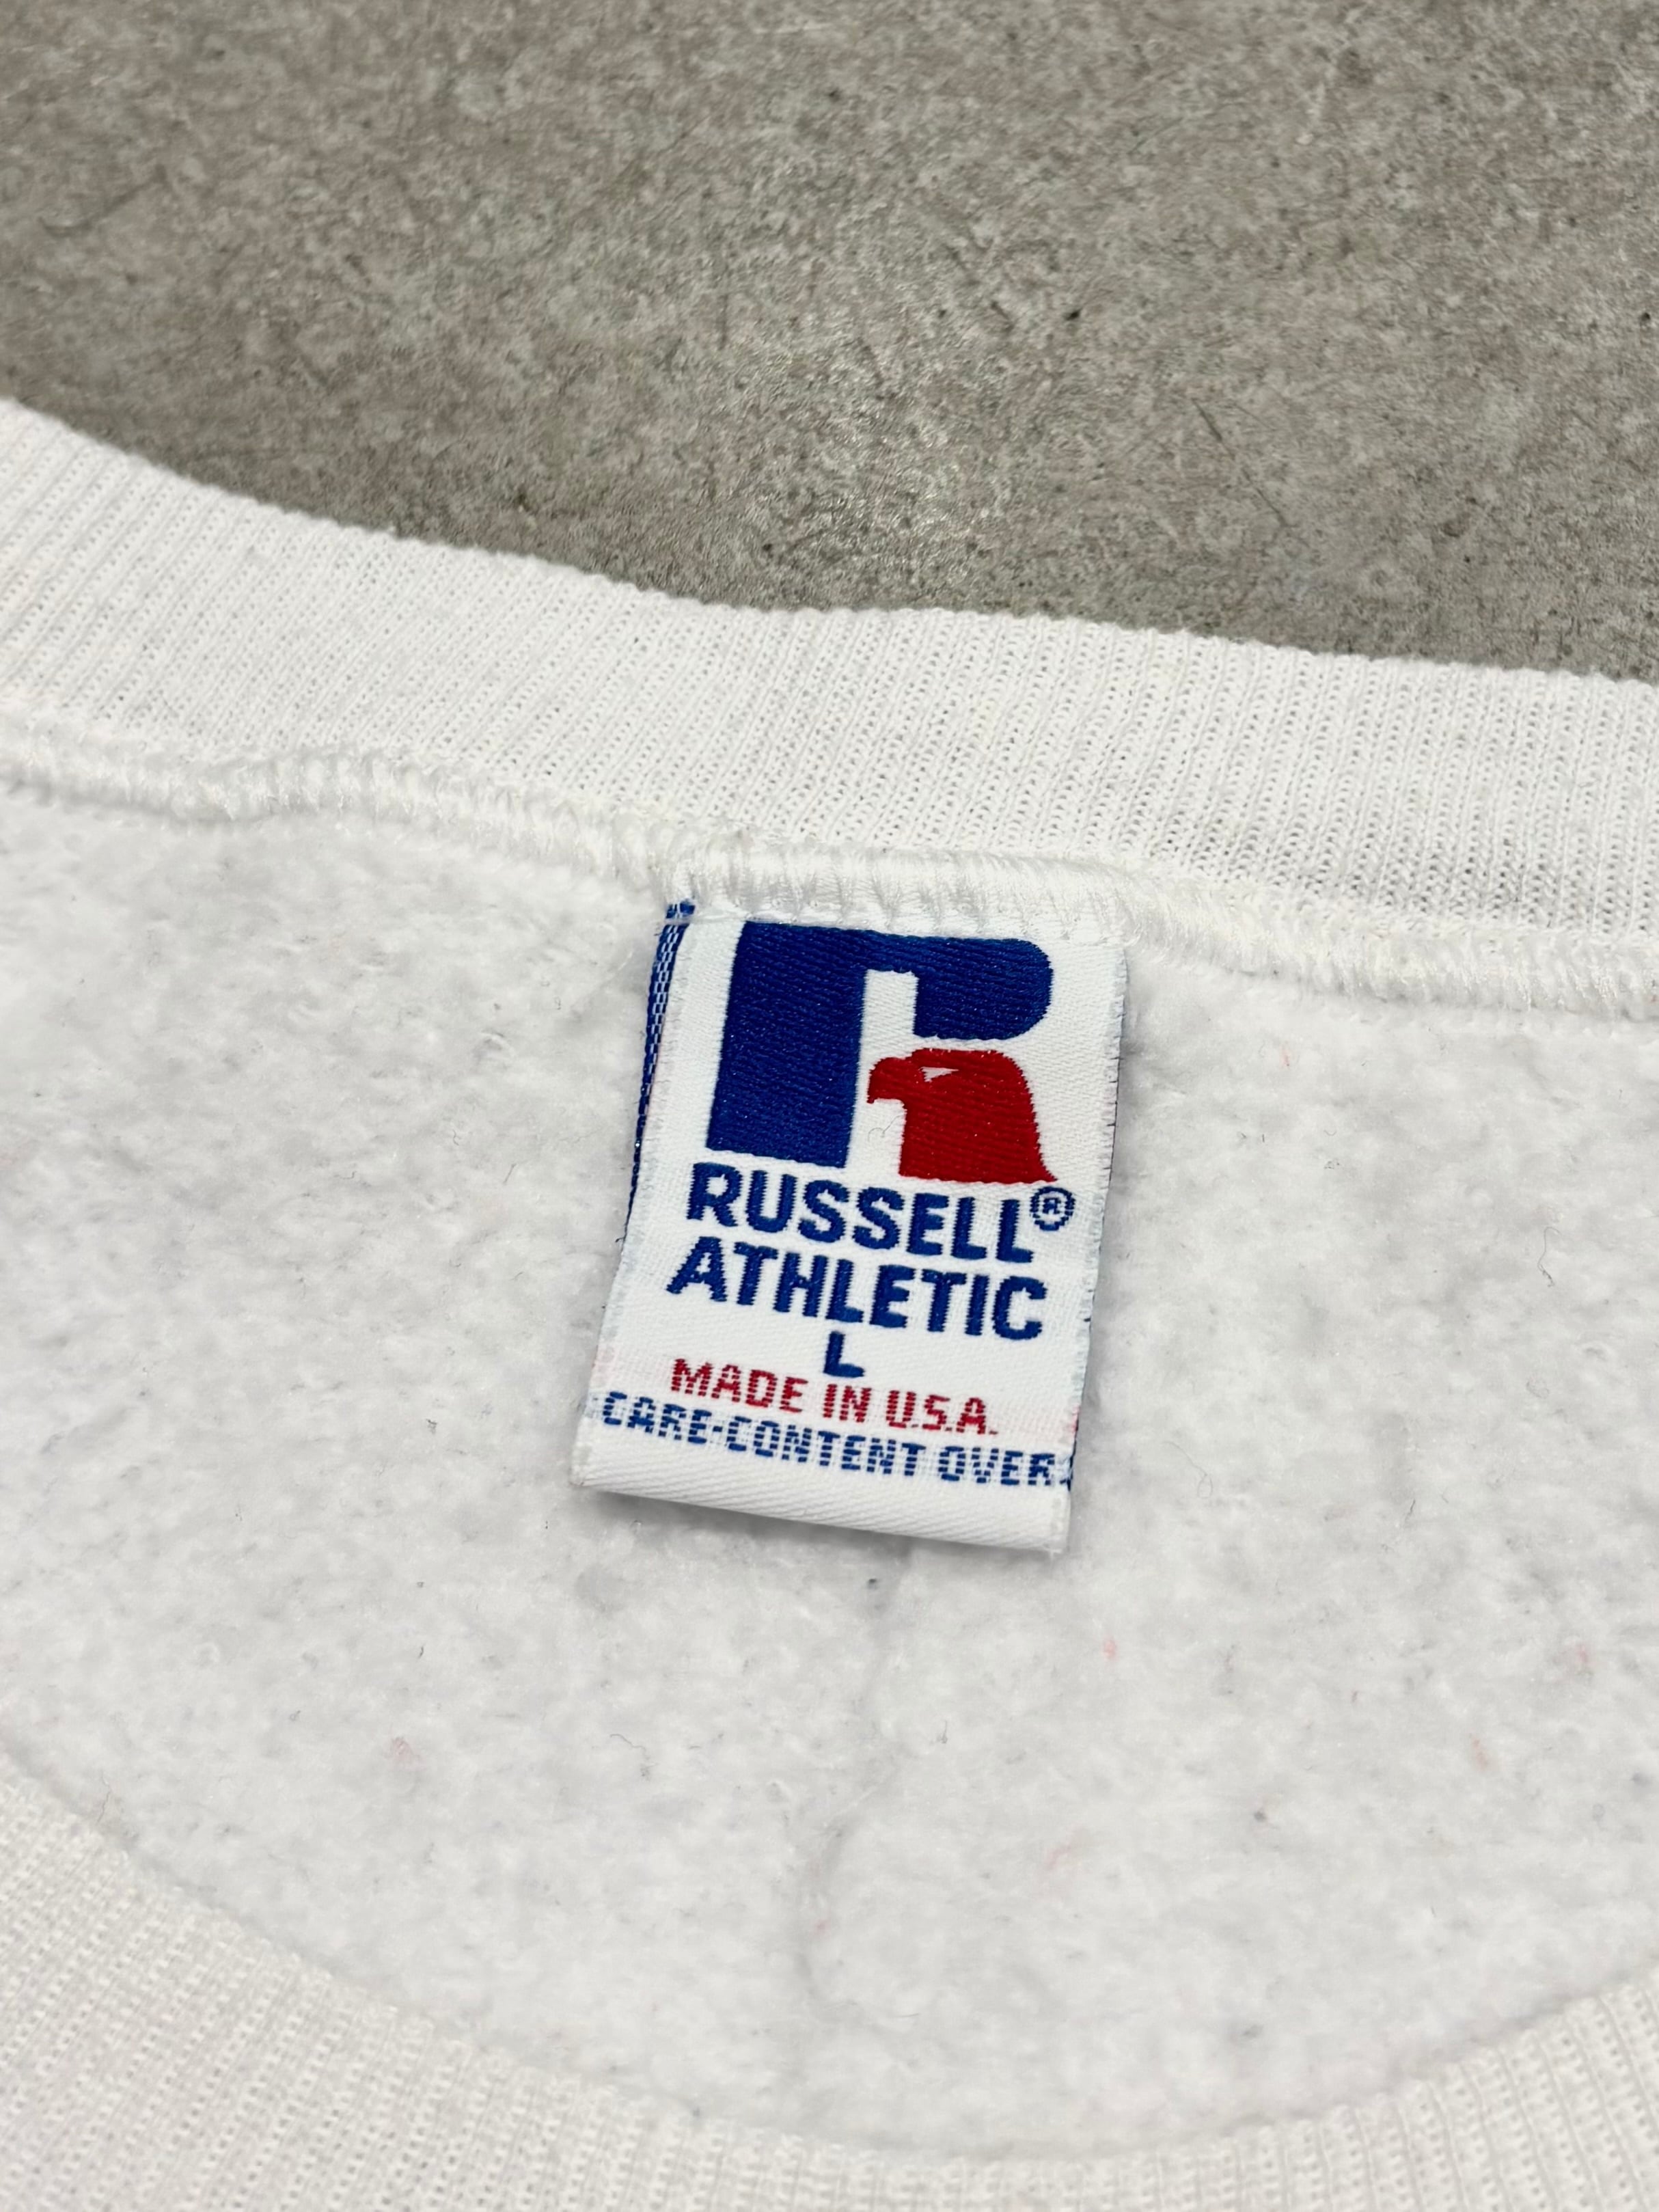 RUSSELL®
ATHLETIC
L
MADE IN U.S.A.
CARE-CONTENT OVER